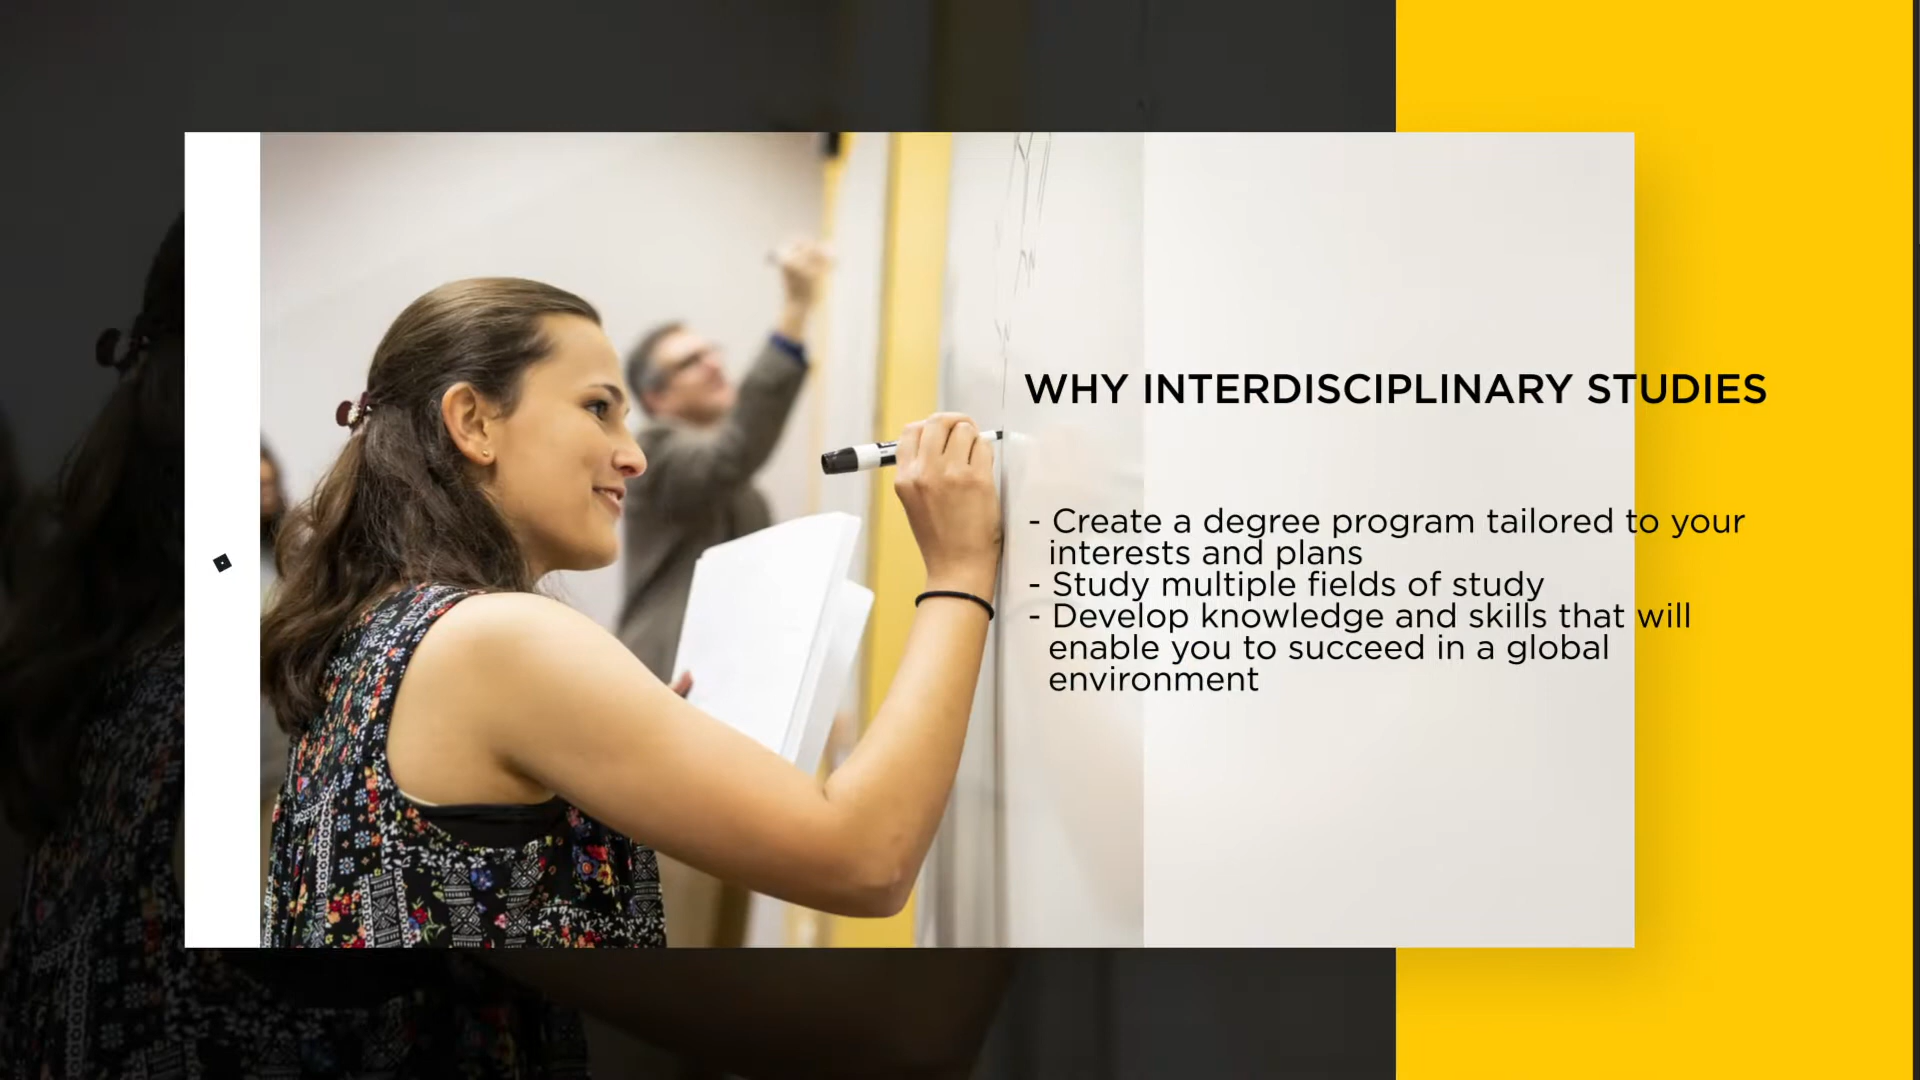 WHY INTERDISCIPLINARY STUDIES
- Create a degree program tailored to your
interests and plans
- Study multiple fields of study
- Develop knowledge and skills that will
enable you to succeed in a global
environment